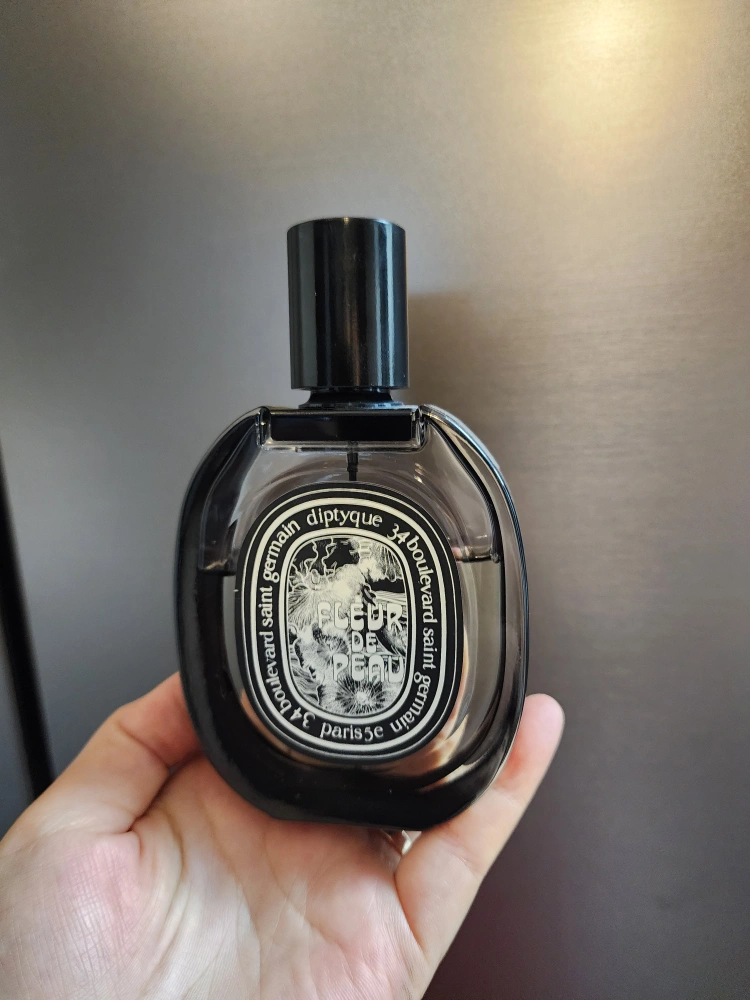 diptyque 34 boulevard saint germain paris 5e 34 boulevard saint germain
FLEUR
DE
PEAU